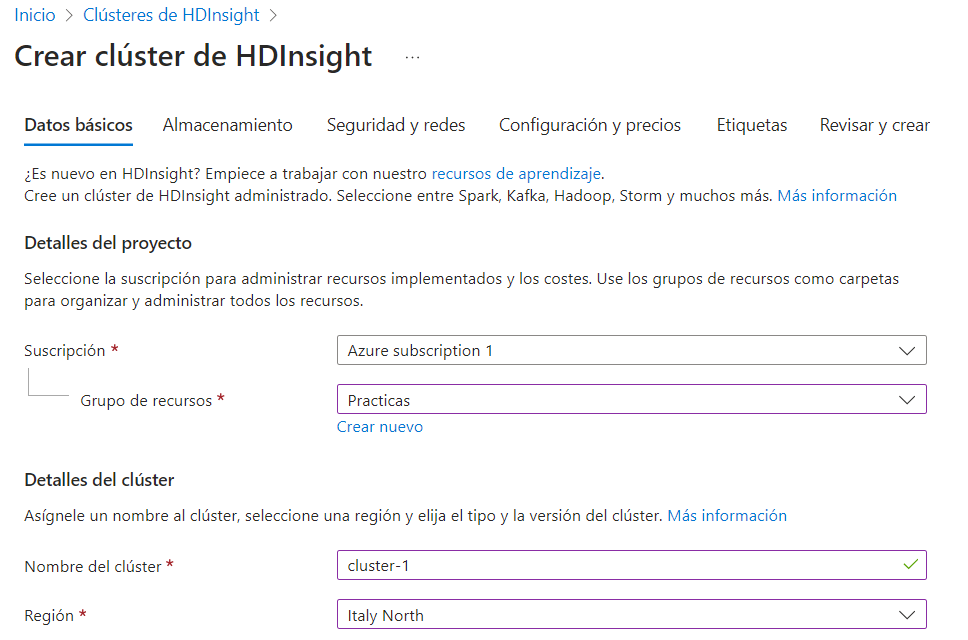 Inicio > Clústeres de HDInsight >
Crear clúster de HDInsight ...
Datos básicos Almacenamiento Seguridad y redes Configuración y precios Etiquetas Revisar y crear
¿Es nuevo en HDInsight? Empiece a trabajar con nuestro recursos de aprendizaje.
Cree un clúster de HDInsight administrado. Seleccione entre Spark, Kafka, Hadoop, Storm y muchos más. Más información
Detalles del proyecto
Seleccione la suscripción para administrar recursos implementados y los costes. Use los grupos de recursos como carpetas
para organizar y administrar todos los recursos.
Suscripción * Azure subscription 1
Grupo de recursos * Practicas
Crear nuevo
Detalles del clúster
Asígnele un nombre al clúster, seleccione una región y elija el tipo y la versión del clúster. Más información
Nombre del clúster * cluster-1
Región * Italy North